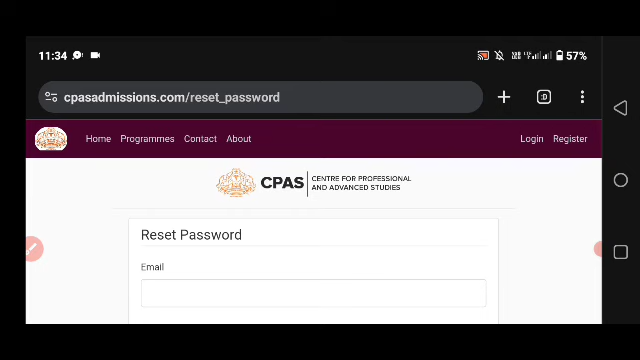 11:34
57%
cpasadmissions.com/reset_password
:D
Home Programmes Contact About Login Register
CPAS CENTRE FOR PROFESSIONAL
AND ADVANCED STUDIES
Reset Password
Email